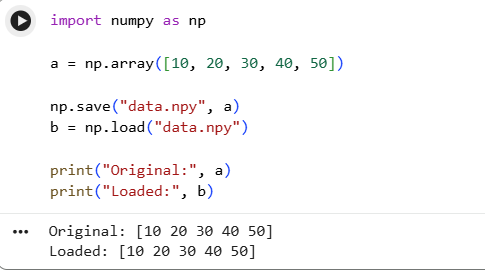 import numpy as np
a = np.array([10, 20, 30, 40, 50])
np.save("data.npy", a)
b = np.load("data.npy")
print("Original:", a)
print("Loaded:", b)
Original: [10 20 30 40 50]
Loaded: [10 20 30 40 50]